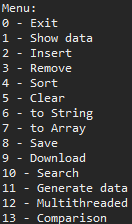 Menu:
0 - Exit
1 - Show data
2 - Insert
3 - Remove
4 - Sort
5 - Clear
6 - to String
7 - to Array
8 - Save
9 - Download
10 - Search
11 - Generate data
12 - Multithreaded
13 - Comparison